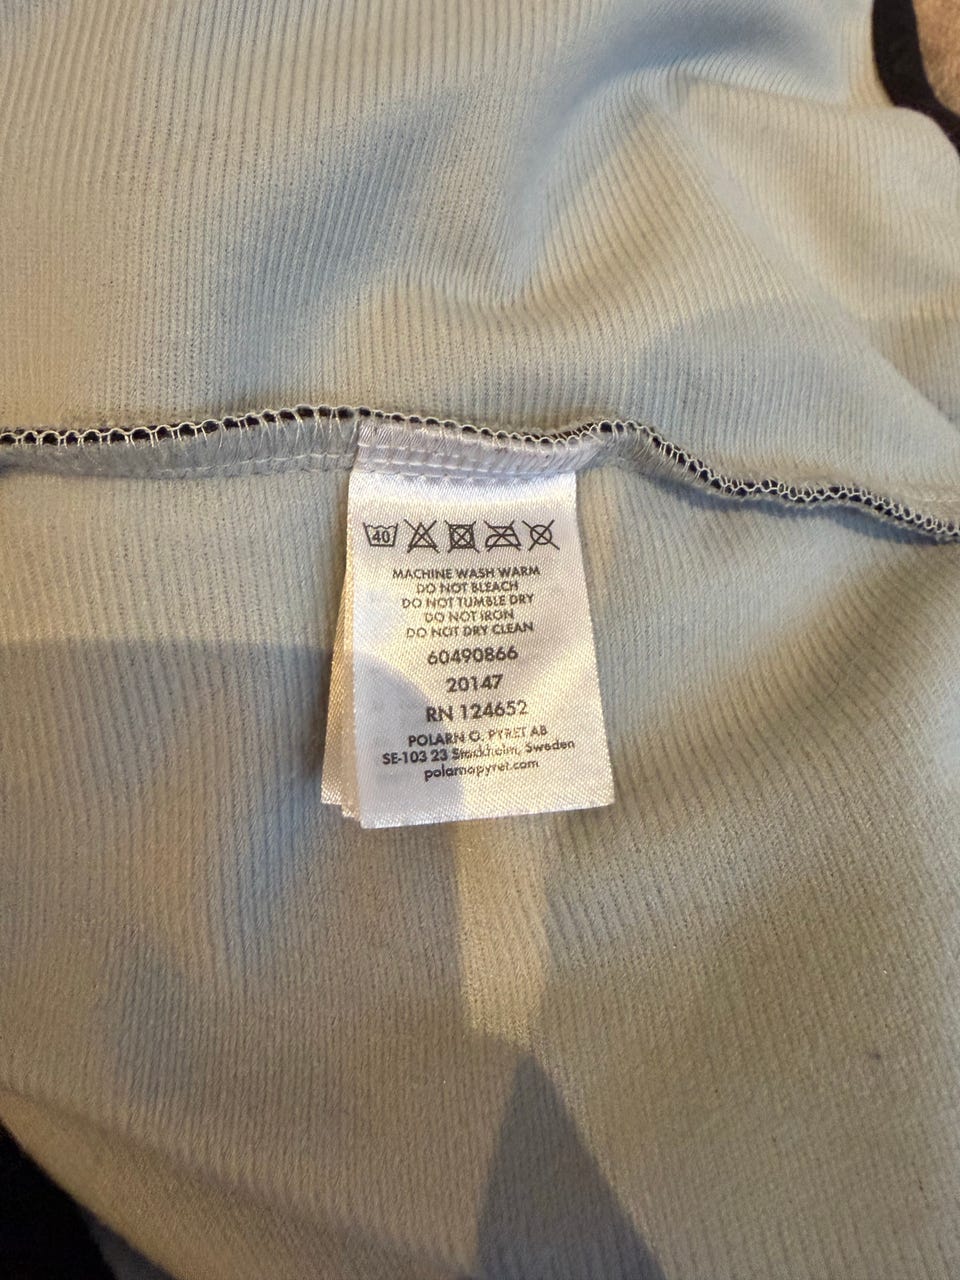 40
MACHINE WASH WARM
DO NOT BLEACH
DO NOT TUMBLE DRY
DO NOT IRON
DO NOT DRY CLEAN
60490866
20147
RN 124652
POLARN O. PYRET AB
SE-103 23 Stockholm, Sweden
polarnopyret.com